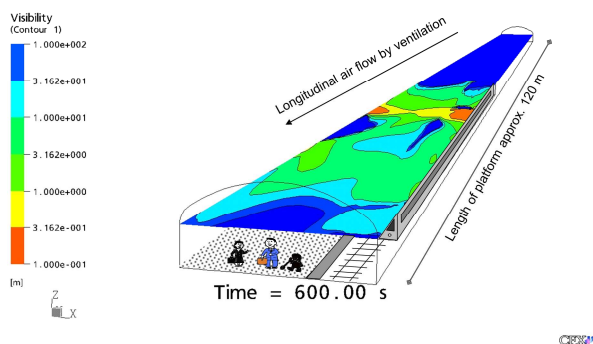 Visibility
(Contour 1)
1.000e+002
3.162e+001
1.000e+001
3.162e+000
1.000e+000
3.162e-001
1.000e-001
[m]
Longitudinal air flow by ventilation
Length of platform approx. 120 m
Time = 600.00 s
Z
X
CFX